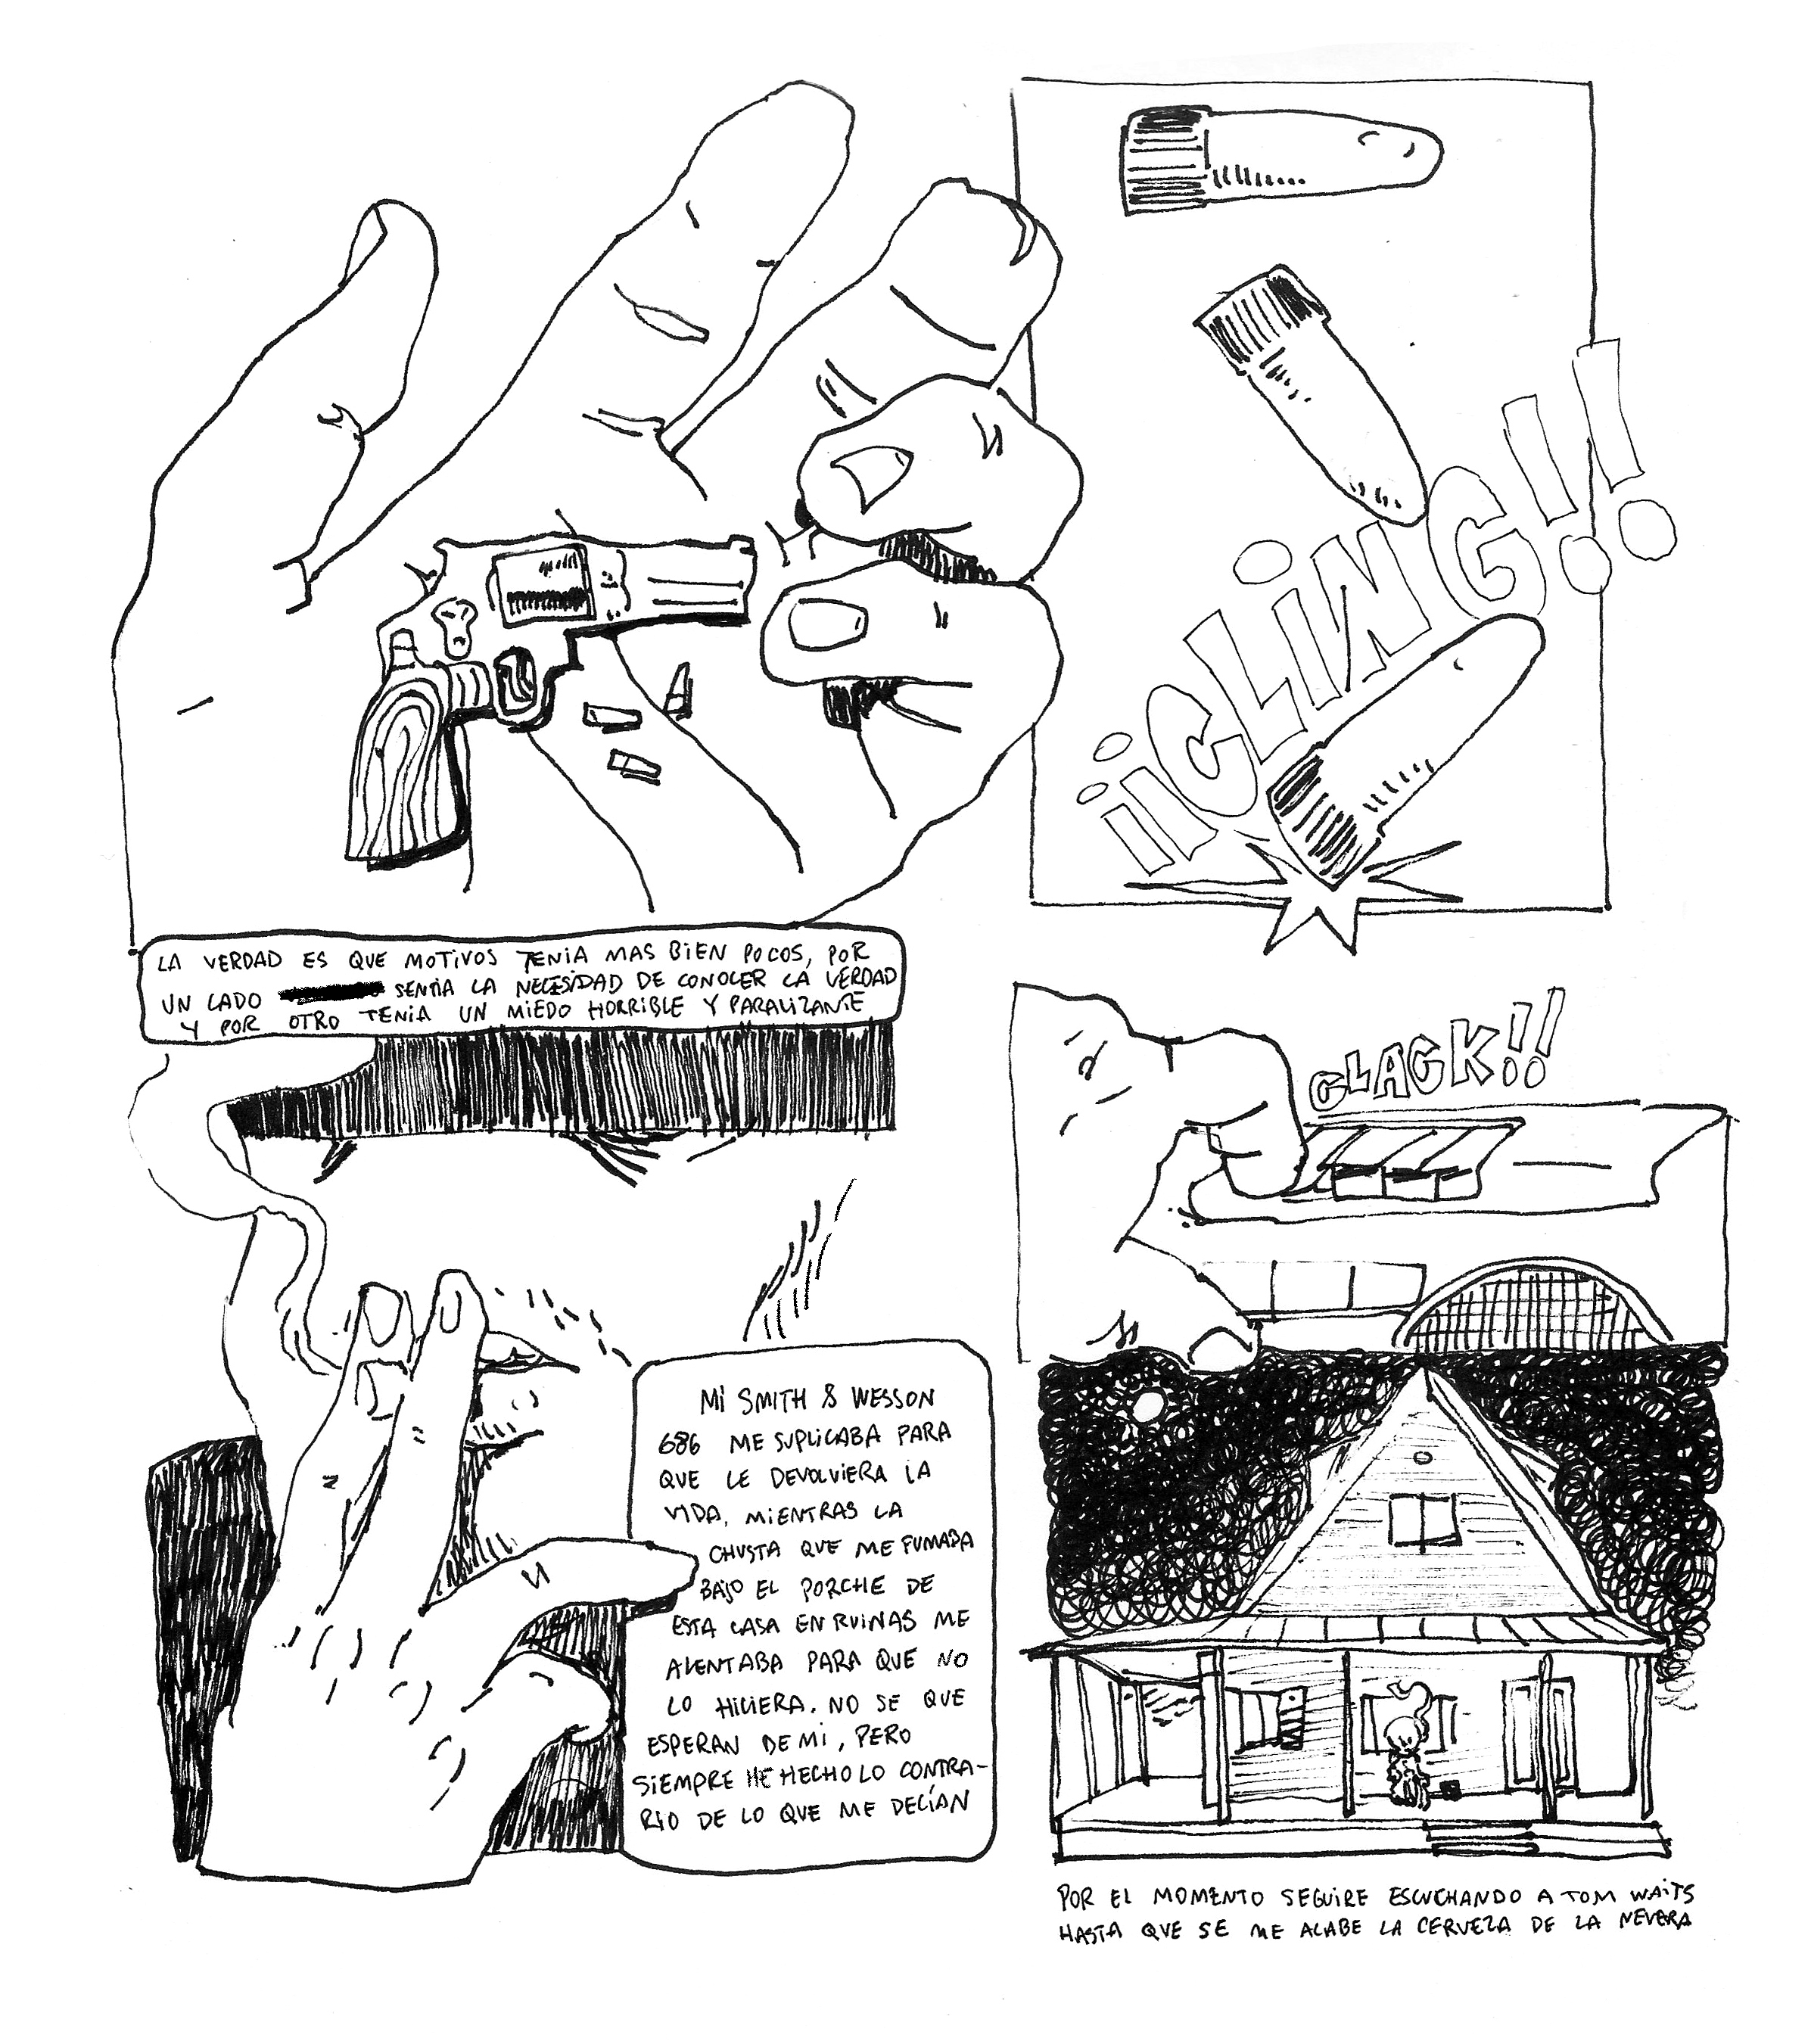 ¡¡CLING!!
LA VERDAD ES QUE MOTIVOS TENIA MAS BIEN POCOS, POR
UN LADO SENTIA LA NECESIDAD DE CONOCER LA VERDAD
Y POR OTRO TENIA UN MIEDO HORRIBLE Y PARALIZANTE
CLACK!!
MI SMITH & WESSON
686 ME SUPLICABA PARA
QUE LE DEVOLVIERA LA
VIDA, MIENTRAS LA
CHUSTA QUE ME FUMABA
BAJO EL PORCHE DE
ESTA CASA EN RUINAS ME
ALENTABA PARA QUE NO
LO HICIERA. NO SE QUE
ESPERAN DE MI, PERO
SIEMPRE HE HECHO LO CONTRA-
RIO DE LO QUE ME DECÍAN
POR EL MOMENTO SEGUIRE ESCUCHANDO A TOM WAITS
HASTA QUE SE ME ACABE LA CERVEZA DE LA NEVERA